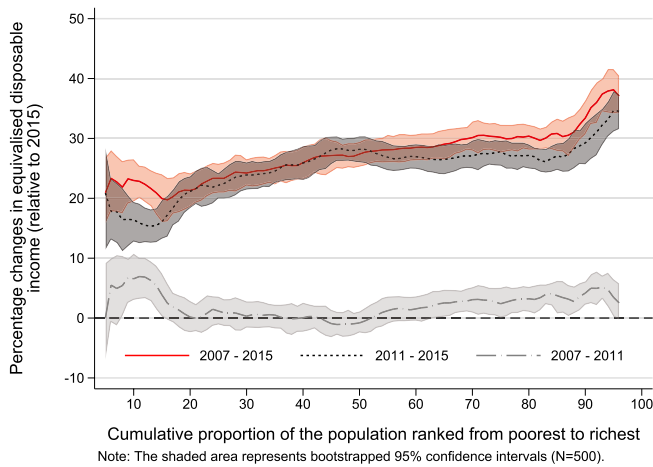 Percentage changes in equivalised disposable
income (relative to 2015)
50
40
30
20
10
0
-10
2007 - 2015
2011 - 2015
2007 - 2011
10 20 30 40 50 60 70 80 90 100
Cumulative proportion of the population ranked from poorest to richest
Note: The shaded area represents bootstrapped 95% confidence intervals (N=500).